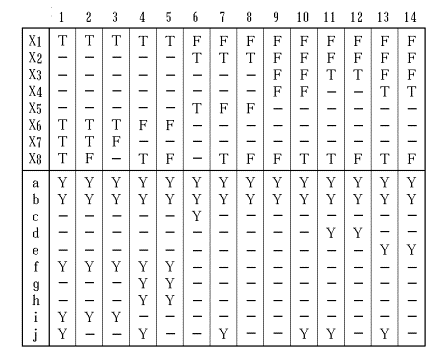 1 2 3 4 5 6 7 8 9 10 11 12 13 14
X1 T T T T T F F F F F F F F F
X2 — — — — — T T T F F F F F F
X3 — — — — — — — — F F T T F F
X4 — — — — — — — — F F — — T T
X5 — — — — — T F F — — — — — —
X6 T T T F F — — — — — — — — —
X7 T T F — — — — — — — — — — —
X8 T F — T F — T F F T T F T F
a Y Y Y Y Y Y Y Y Y Y Y Y Y Y
b Y Y Y Y Y Y Y Y Y Y Y Y Y Y
c — — — — — Y — — — — — — — —
d — — — — — — — — — — Y Y — —
e — — — — — — — — — — — — Y Y
f Y Y Y Y Y — — — — — — — — —
g — — — Y Y — — — — — — — — —
h — — — Y Y — — — — — — — — —
i Y Y Y — — — — — — — — — — —
j Y — — Y — — Y — — Y Y — Y —